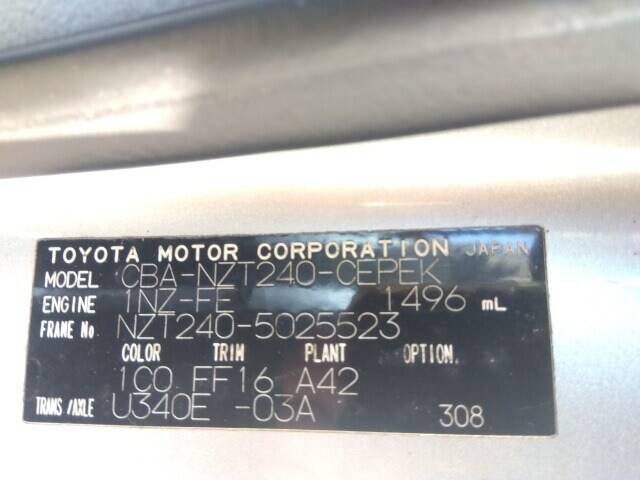 TOYOTA MOTOR CORPORATION JAPAN
MODEL CBA-NZT240-CEPEK
ENGINE 1NZ-FE 1496 mL
FRAME No NZT240-5025523
COLOR TRIM PLANT OPTION
1C0 FF16 A42
TRANS/AXLE U340E -03A 308